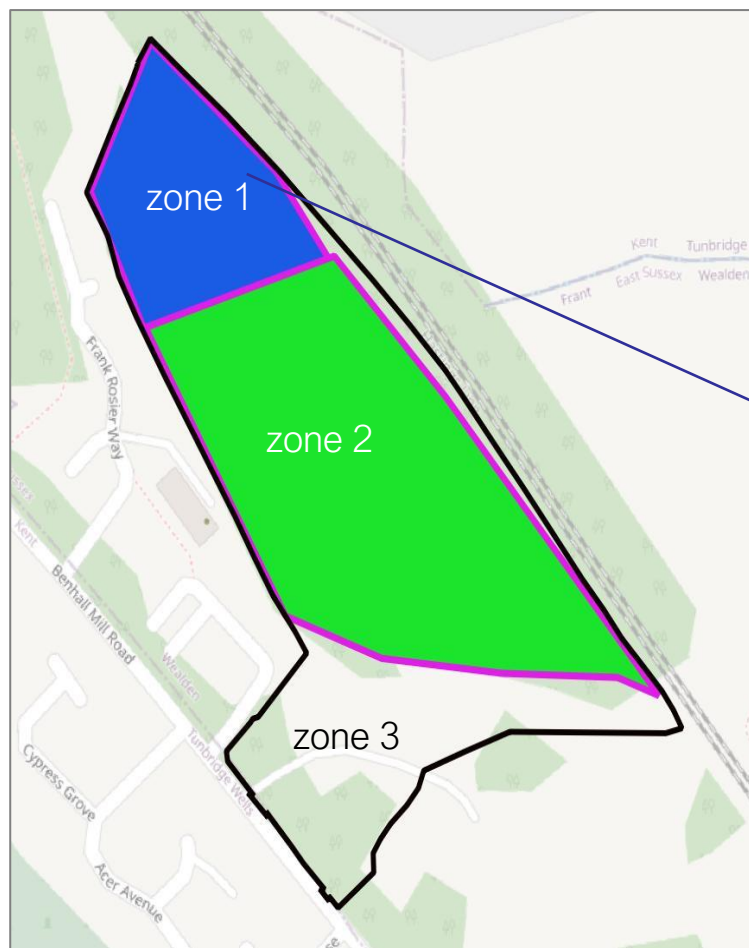 zone 1
Kent
Tunbridge
Frant
East Sussex
Wealden
Frank Rosier Way
zone 2
Sussex
Kent
Benhall Mill Road
Wealden
zone 3
Tunbridge Wells
Cypress Grove
Acer Avenue